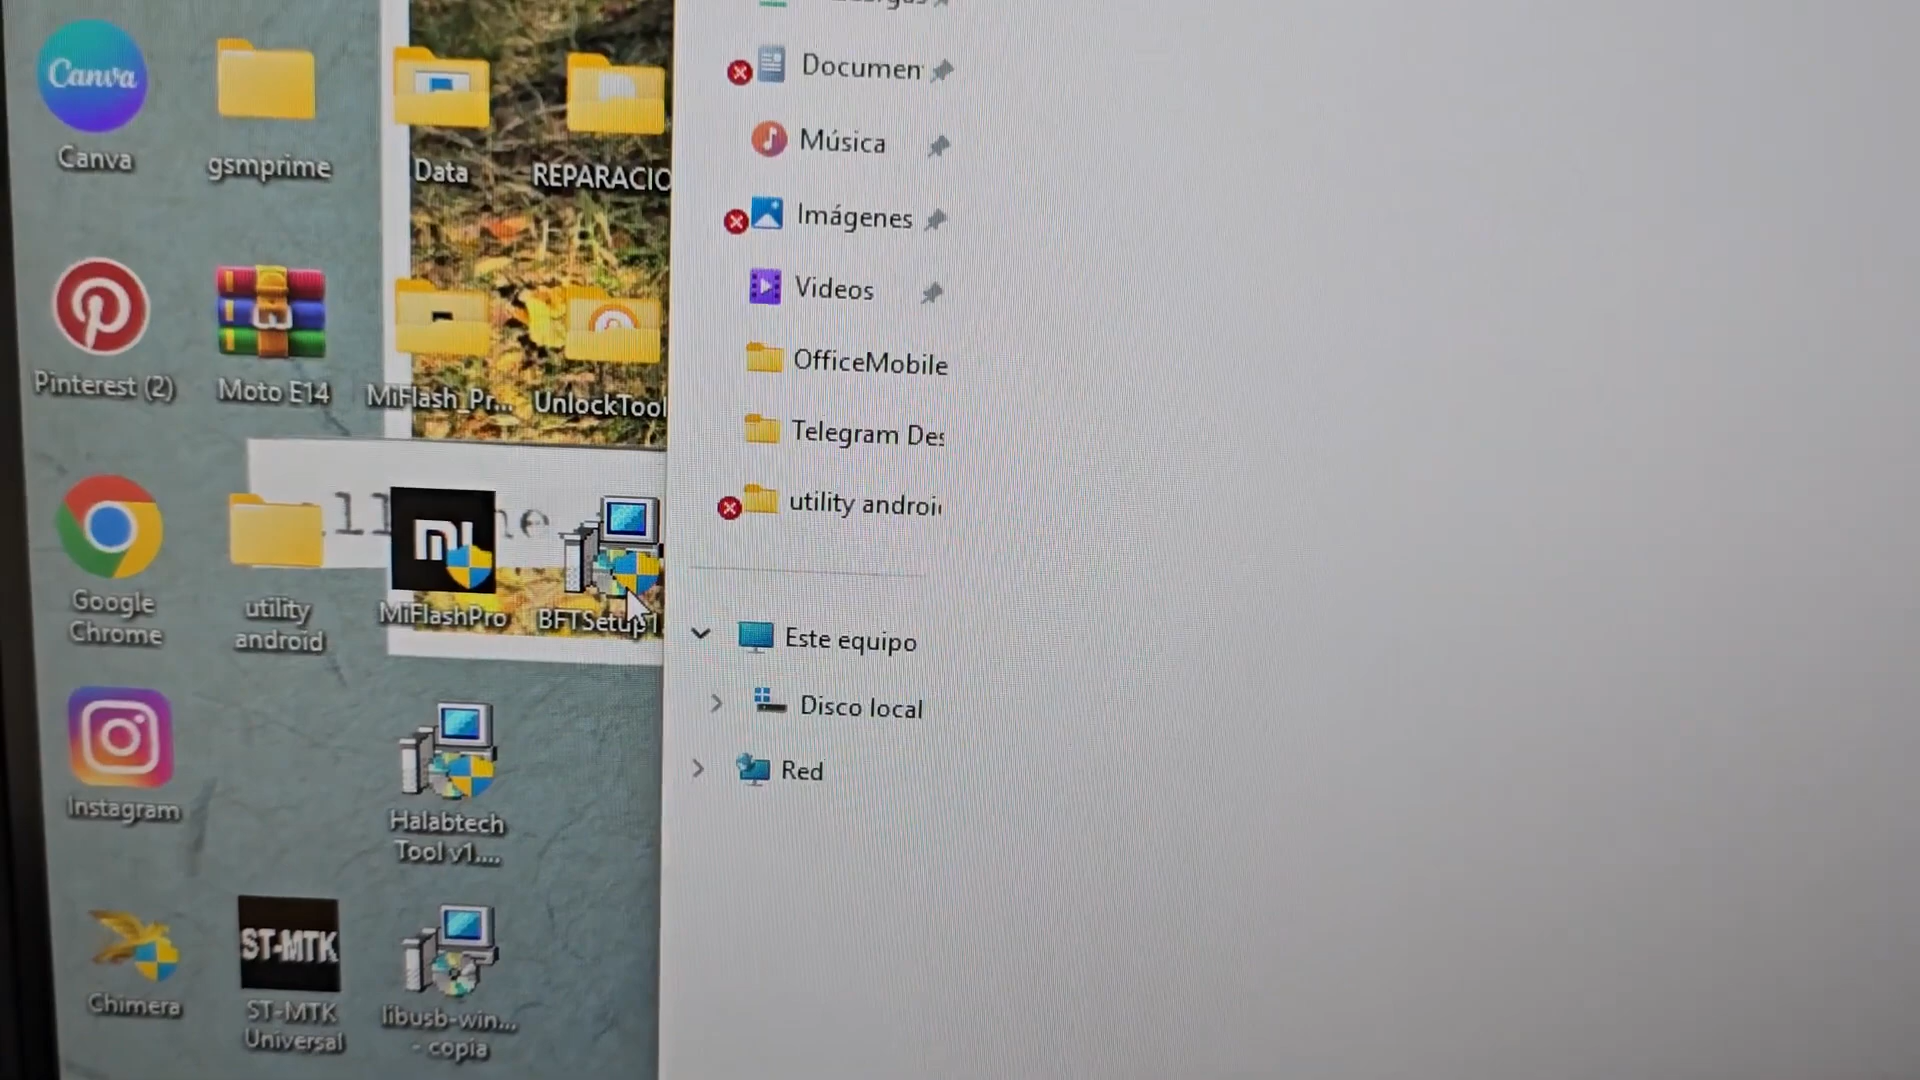 Canva
Canva
gsmprime
Data
REPARACIO
Pinterest (2)
Moto E14
MiFlash_Pr...
UnlockTool
Google
Chrome
utility
android
MiFlashPro
BFTSetup1
Instagram
Halabtech
Tool v1....
Chimera
ST-MTK
ST-MTK
Universal
libusb-win...
- copia
Documen
Música
Imágenes
Videos
OfficeMobile
Telegram Des
utility androi
Este equipo
Disco local
Red